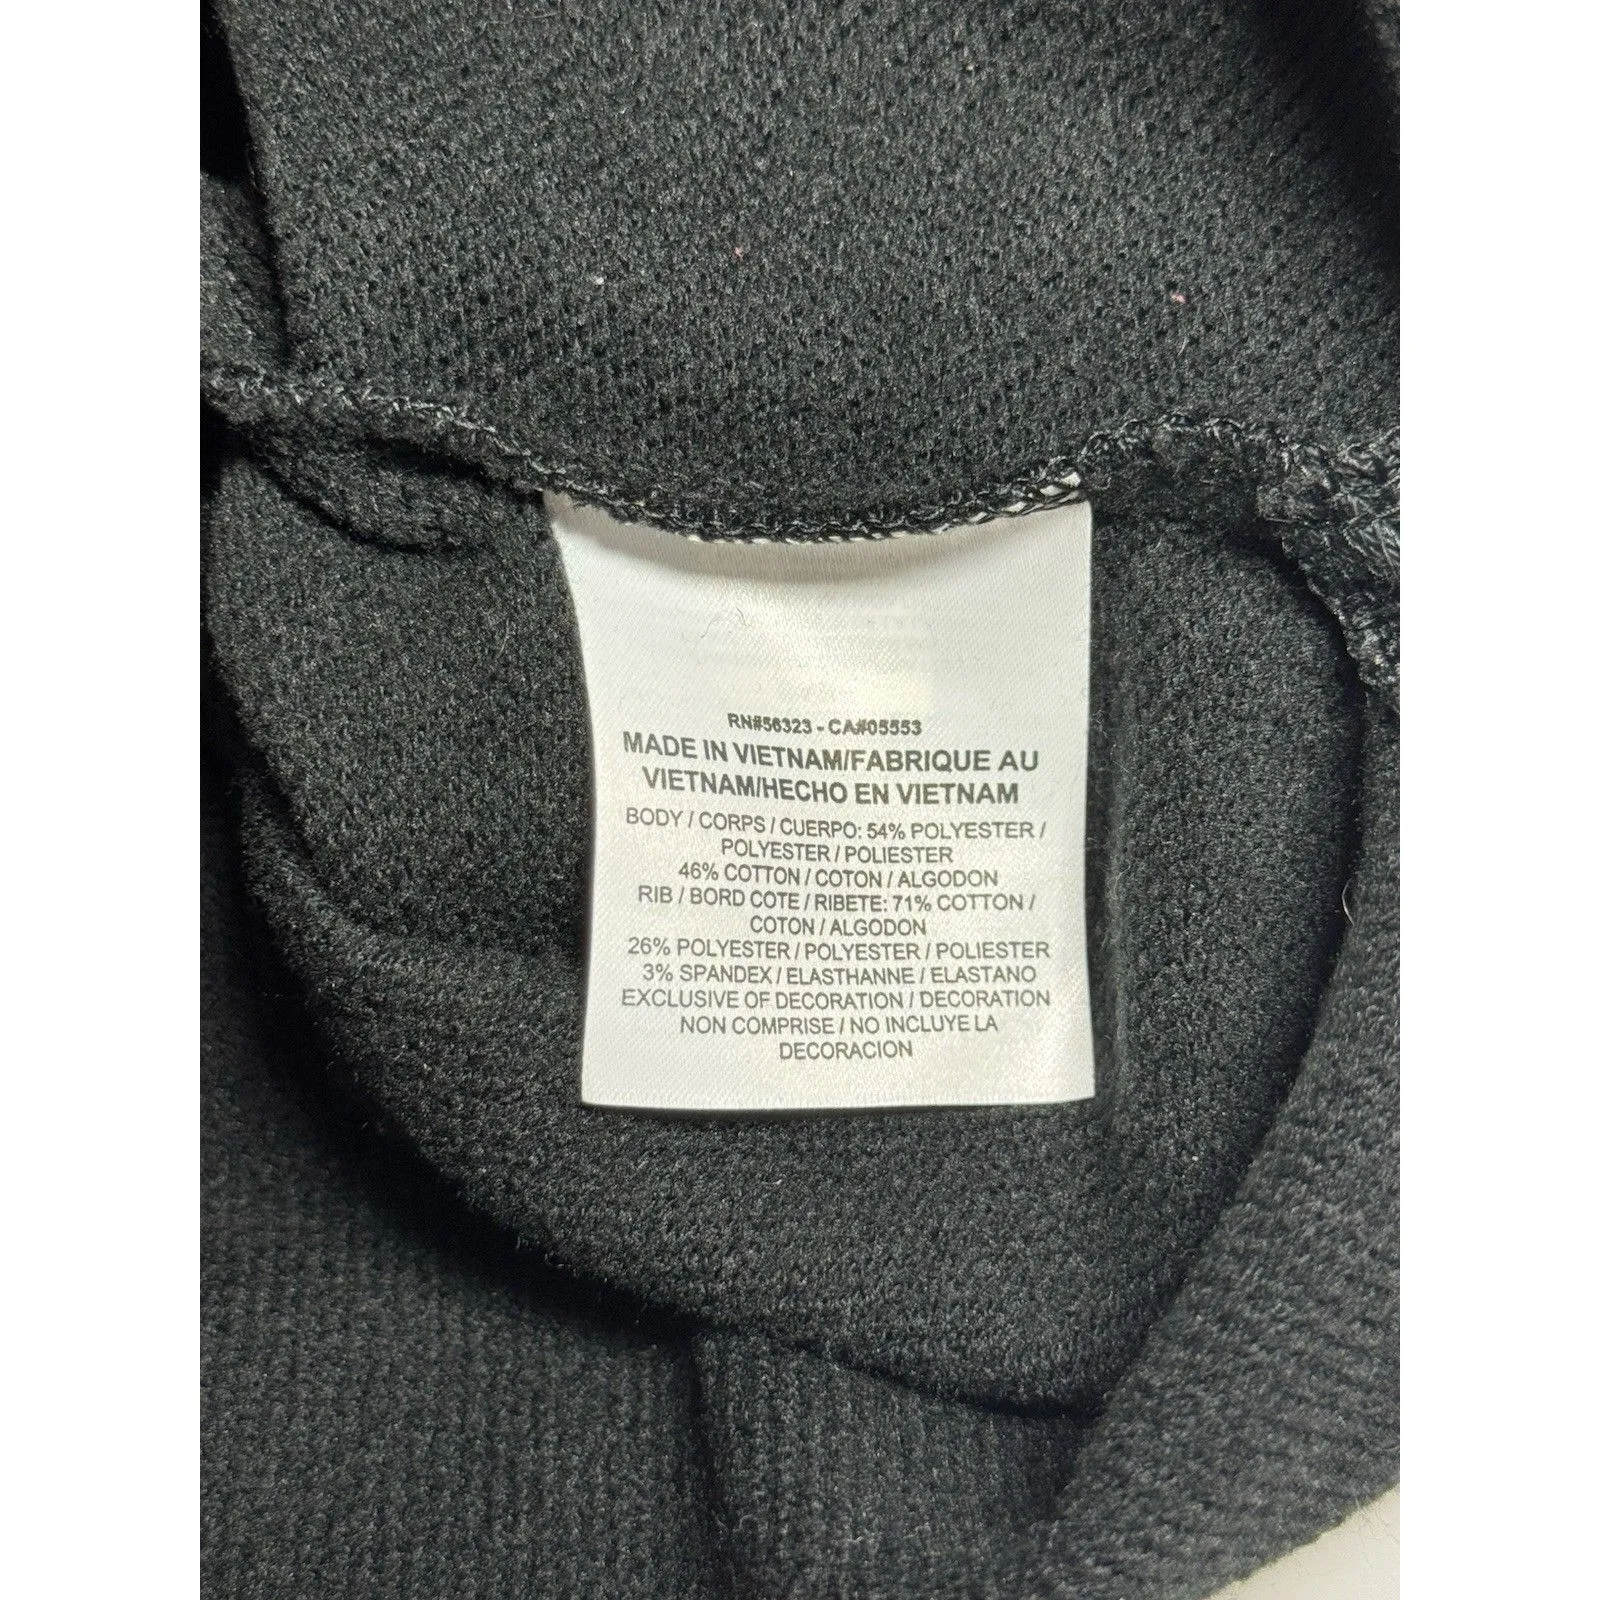 RN#56323 - CA#05553
MADE IN VIETNAM/FABRIQUE AU
VIETNAM/HECHO EN VIETNAM
BODY / CORPS / CUERPO: 54% POLYESTER /
POLYESTER / POLIESTER
46% COTTON / COTON / ALGODON
RIB / BORD COTE / RIBETE: 71% COTTON /
COTON / ALGODON
26% POLYESTER / POLYESTER / POLIESTER
3% SPANDEX / ELASTHANNE / ELASTANO
EXCLUSIVE OF DECORATION / DECORATION
NON COMPRISE / NO INCLUYE LA
DECORACION